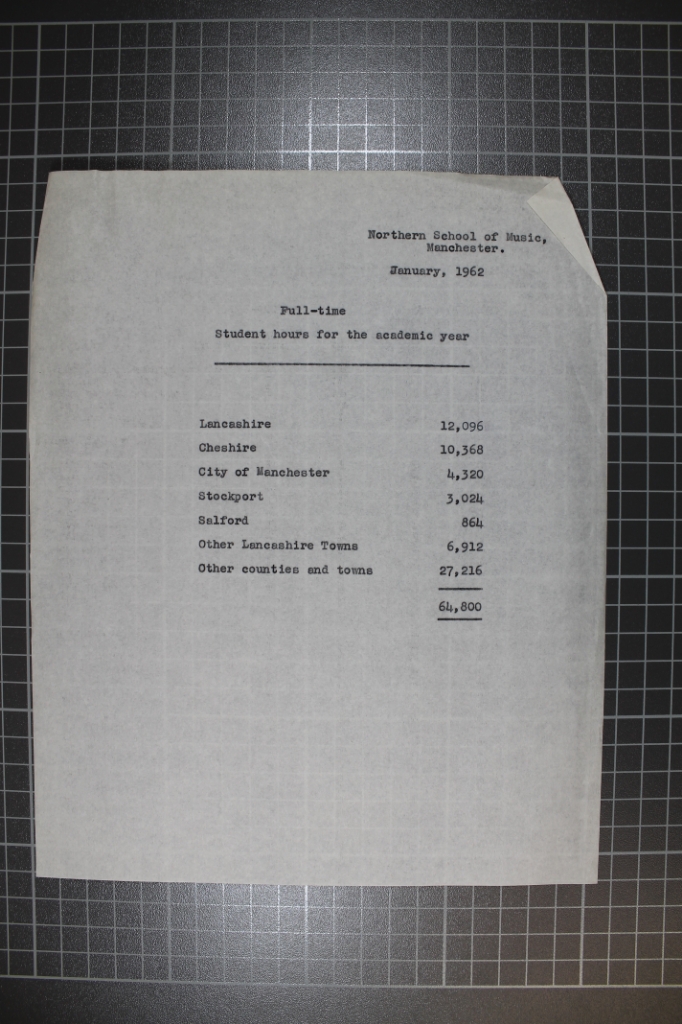 Northern School of Music,
Manchester.
January, 1962
Full-time
Student hours for the academic year
Lancashire 12,096
Cheshire 10,368
City of Manchester 4,320
Stockport 3,024
Salford 864
Other Lancashire Towns 6,912
Other counties and towns 27,216
64,800